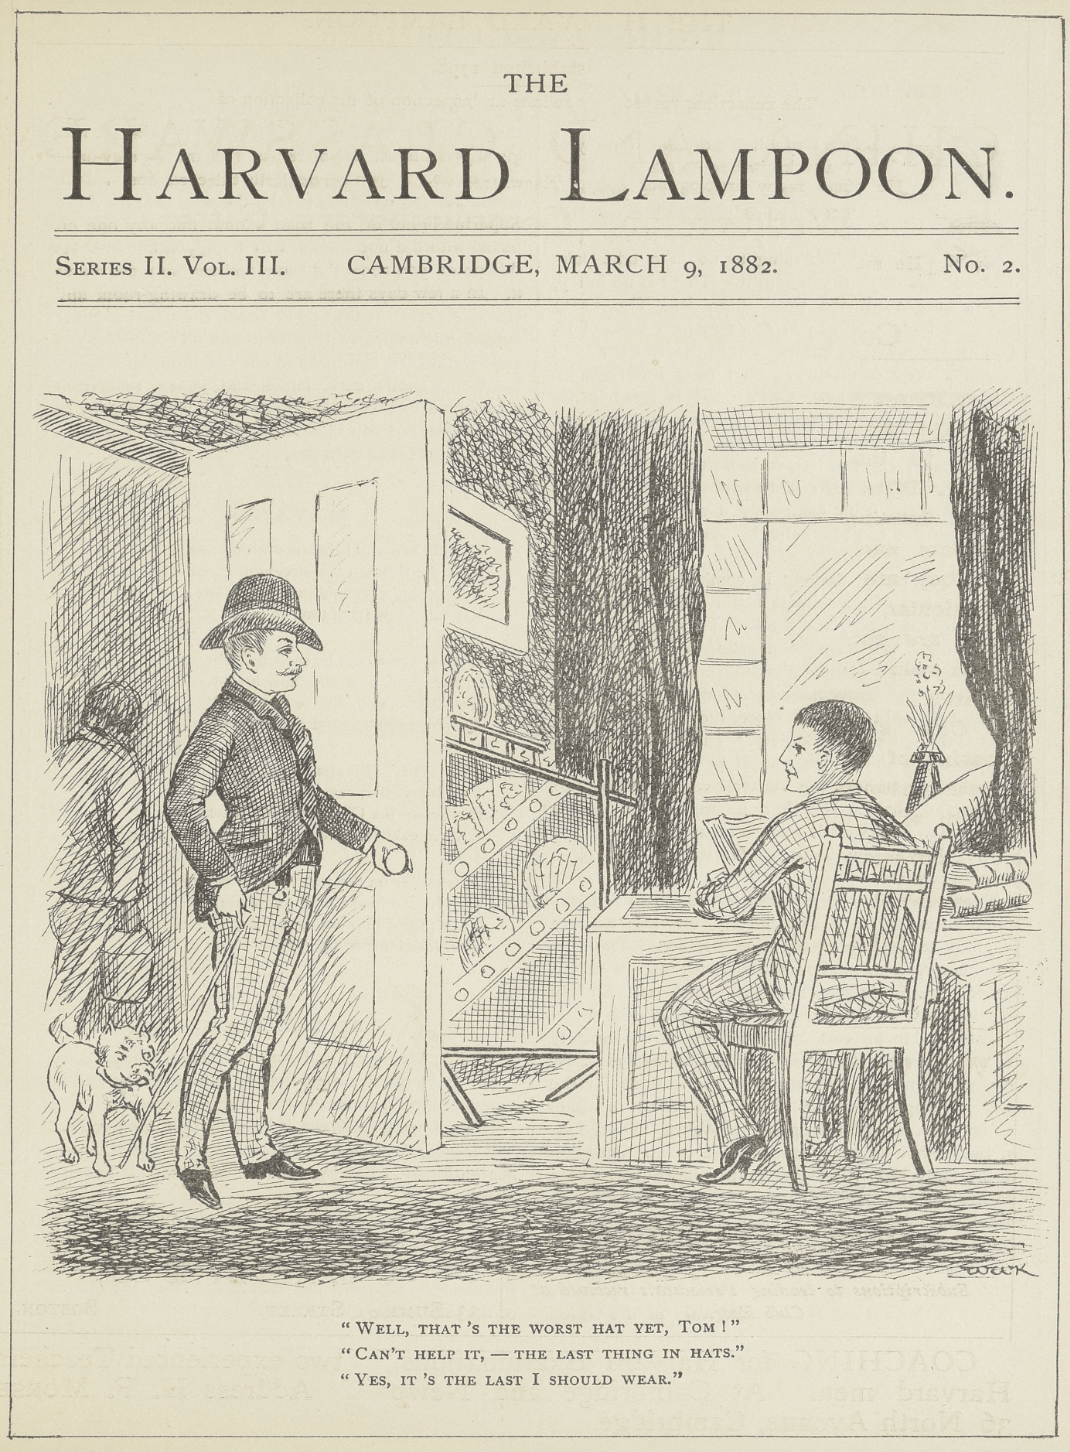 THE
HARVARD LAMPOON.
SERIES II. VOL. III. CAMBRIDGE, MARCH 9, 1882. No. 2.
"WELL, THAT'S THE WORST HAT YET, TOM!"
"CAN'T HELP IT, — THE LAST THING IN HATS."
"YES, IT'S THE LAST I SHOULD WEAR."